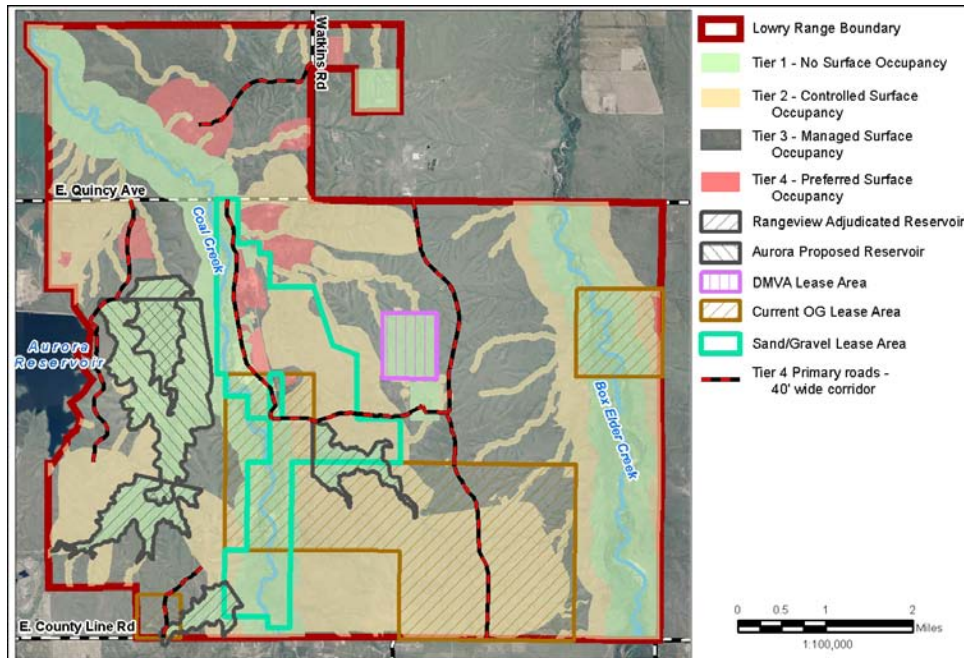 Watkins Rd
E. Quincy Ave
Coal Creek
Aurora
Reservoir
Box Elder Creek
E. County Line Rd
Lowry Range Boundary
Tier 1 - No Surface Occupancy
Tier 2 - Controlled Surface
Occupancy
Tier 3 - Managed Surface
Occupancy
Tier 4 - Preferred Surface
Occupancy
Rangeview Adjudicated Reservoir
Aurora Proposed Reservoir
DMVA Lease Area
Current OG Lease Area
Sand/Gravel Lease Area
Tier 4 Primary roads -
40' wide corridor
0 0.5 1 2
Miles
1:100,000